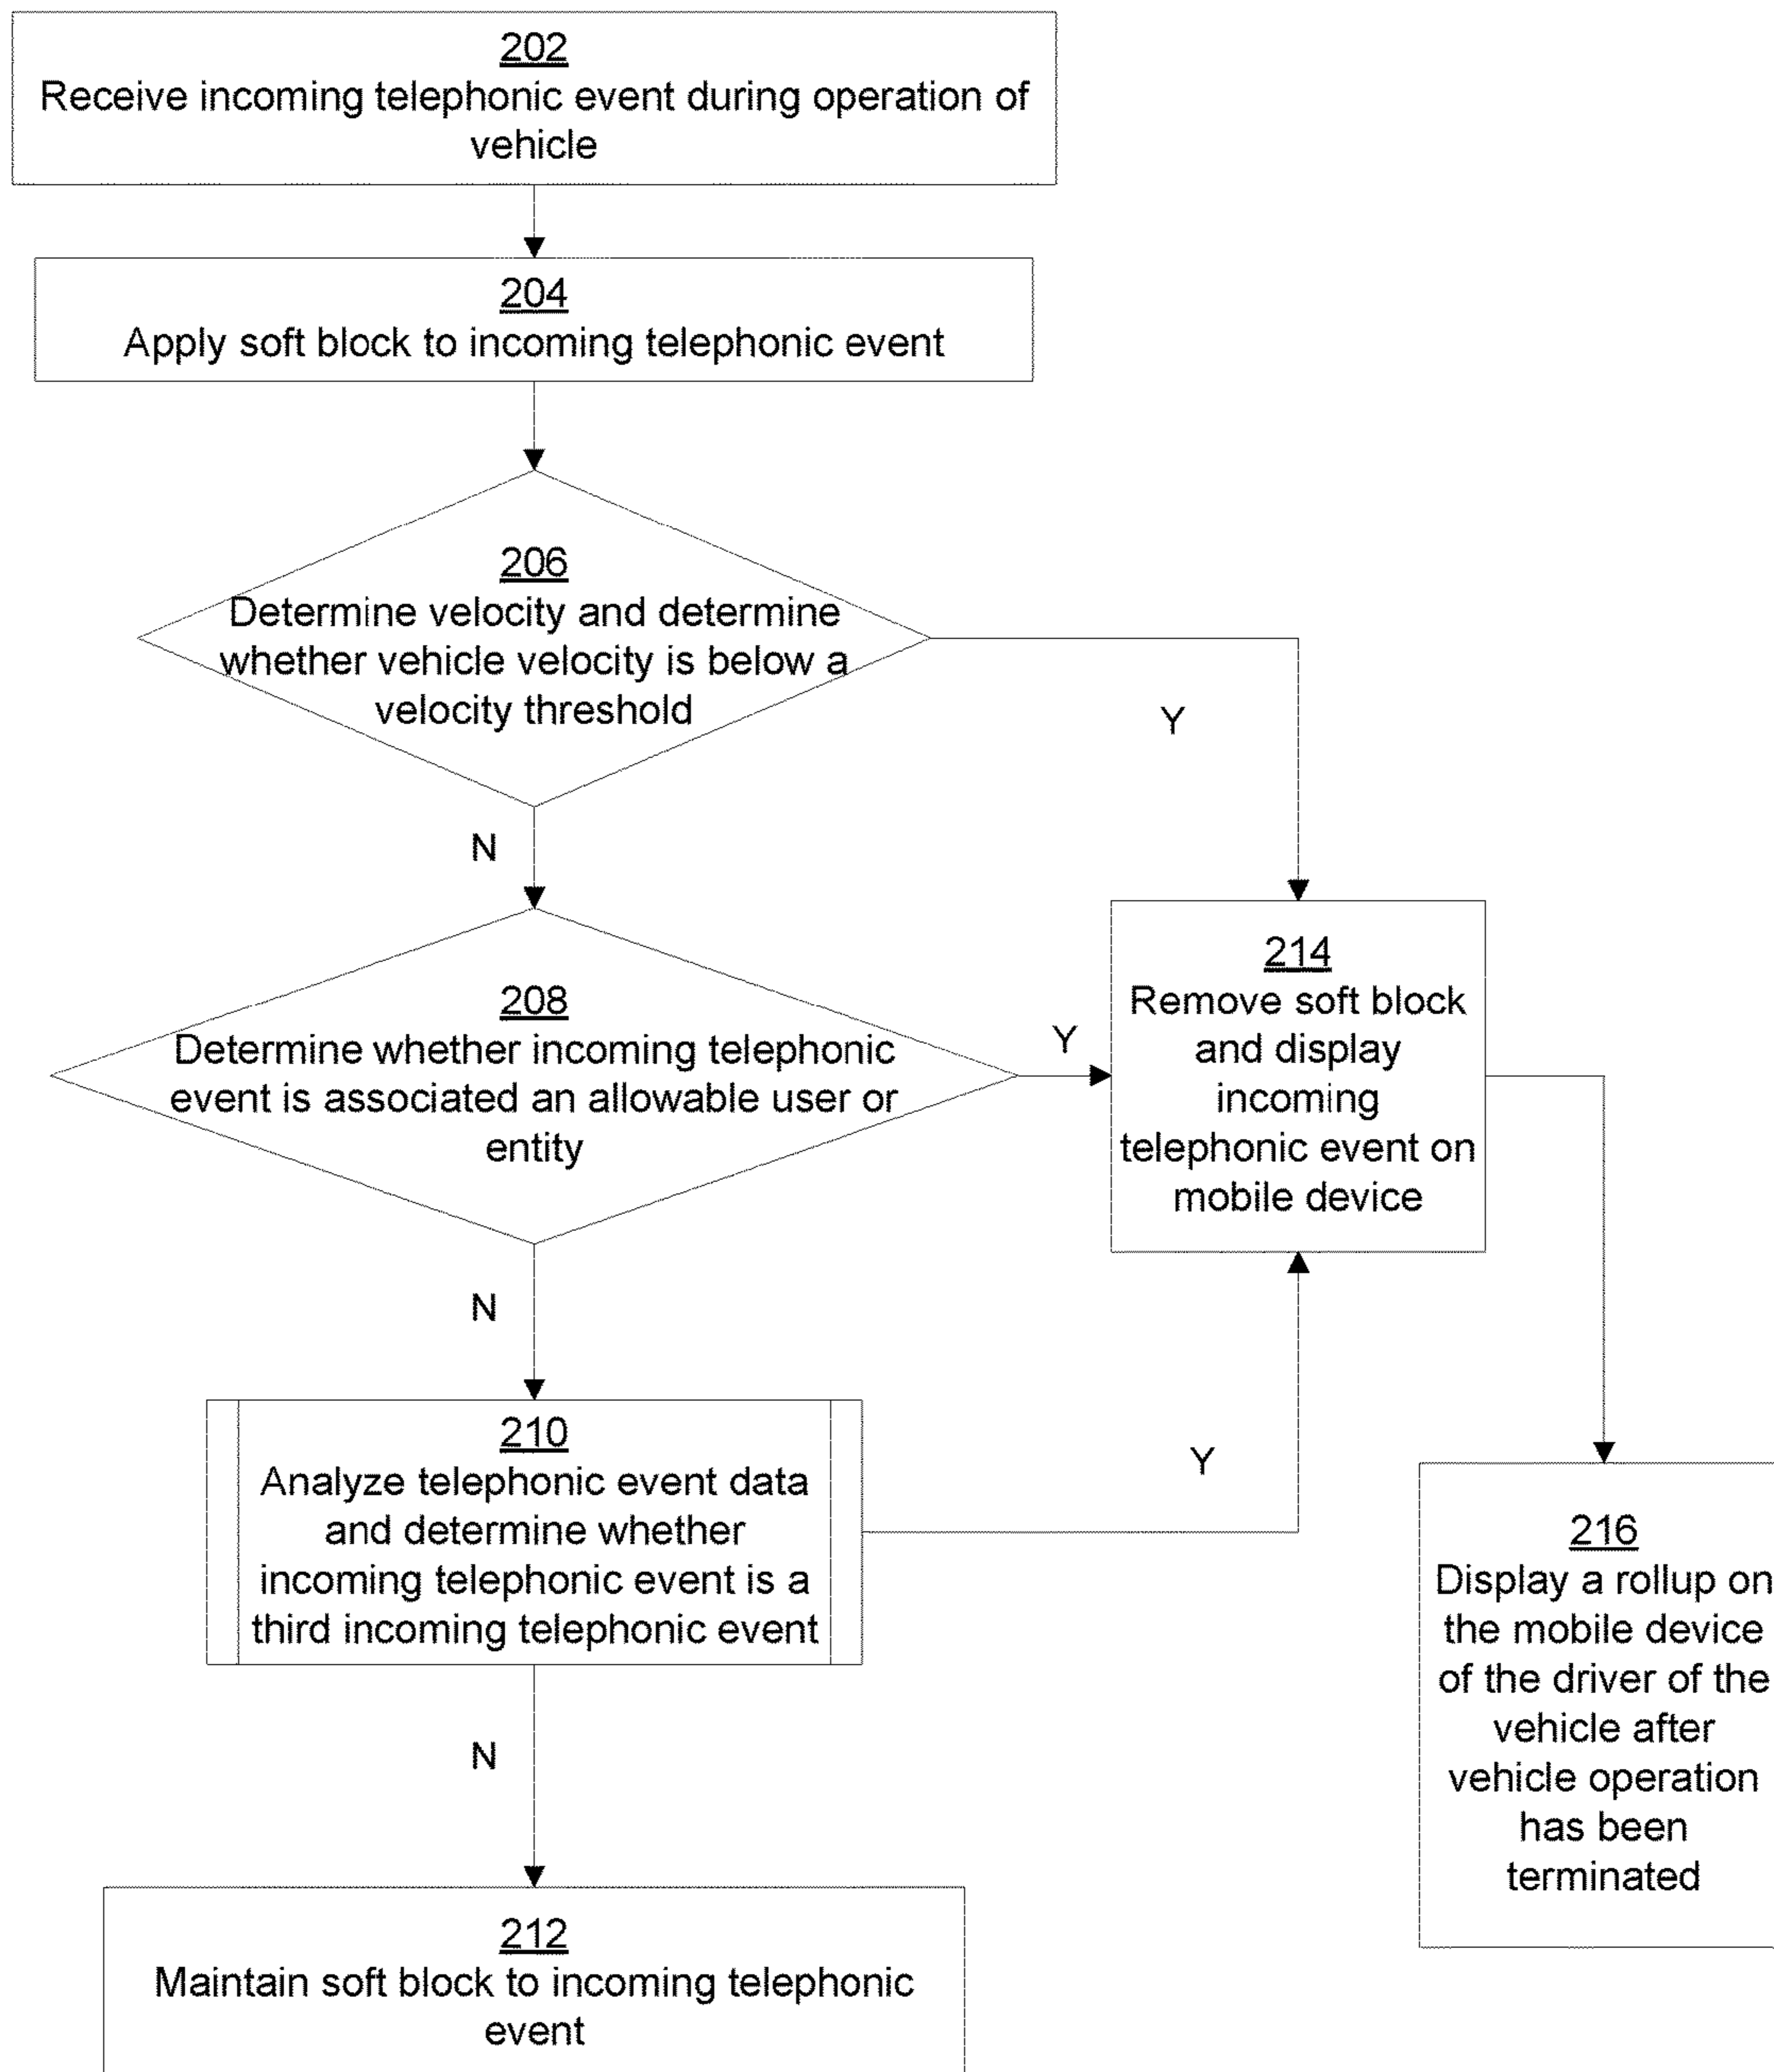 202
Receive incoming telephonic event during operation of
vehicle
204
Apply soft block to incoming telephonic event
206
Determine velocity and determine
whether vehicle velocity is below a
velocity threshold
Y
N
208
Determine whether incoming telephonic
event is associated an allowable user or
entity
Y
214
Remove soft block
and display
incoming
telephonic event on
mobile device
N
210
Analyze telephonic event data
and determine whether
incoming telephonic event is a
third incoming telephonic event
Y
216
Display a rollup on
the mobile device
of the driver of the
vehicle after
vehicle operation
has been
terminated
N
212
Maintain soft block to incoming telephonic
event